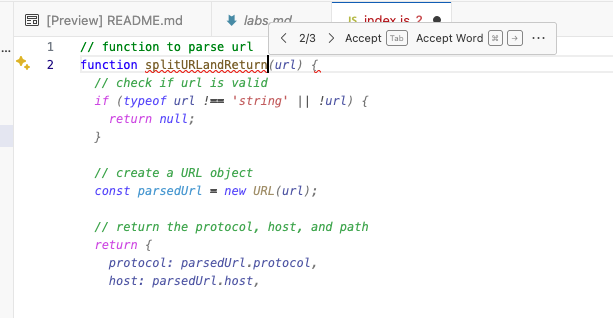 [Preview] README.md
labs.md
JS index.js 2
< 2/3 > Accept Tab Accept Word ⌘ → ...
...
1 // function to parse url
2 function splitURLandReturn(url) {
// check if url is valid
if (typeof url !== 'string' || !url) {
return null;
}
// create a URL object
const parsedUrl = new URL(url);
// return the protocol, host, and path
return {
protocol: parsedUrl.protocol,
host: parsedUrl.host,